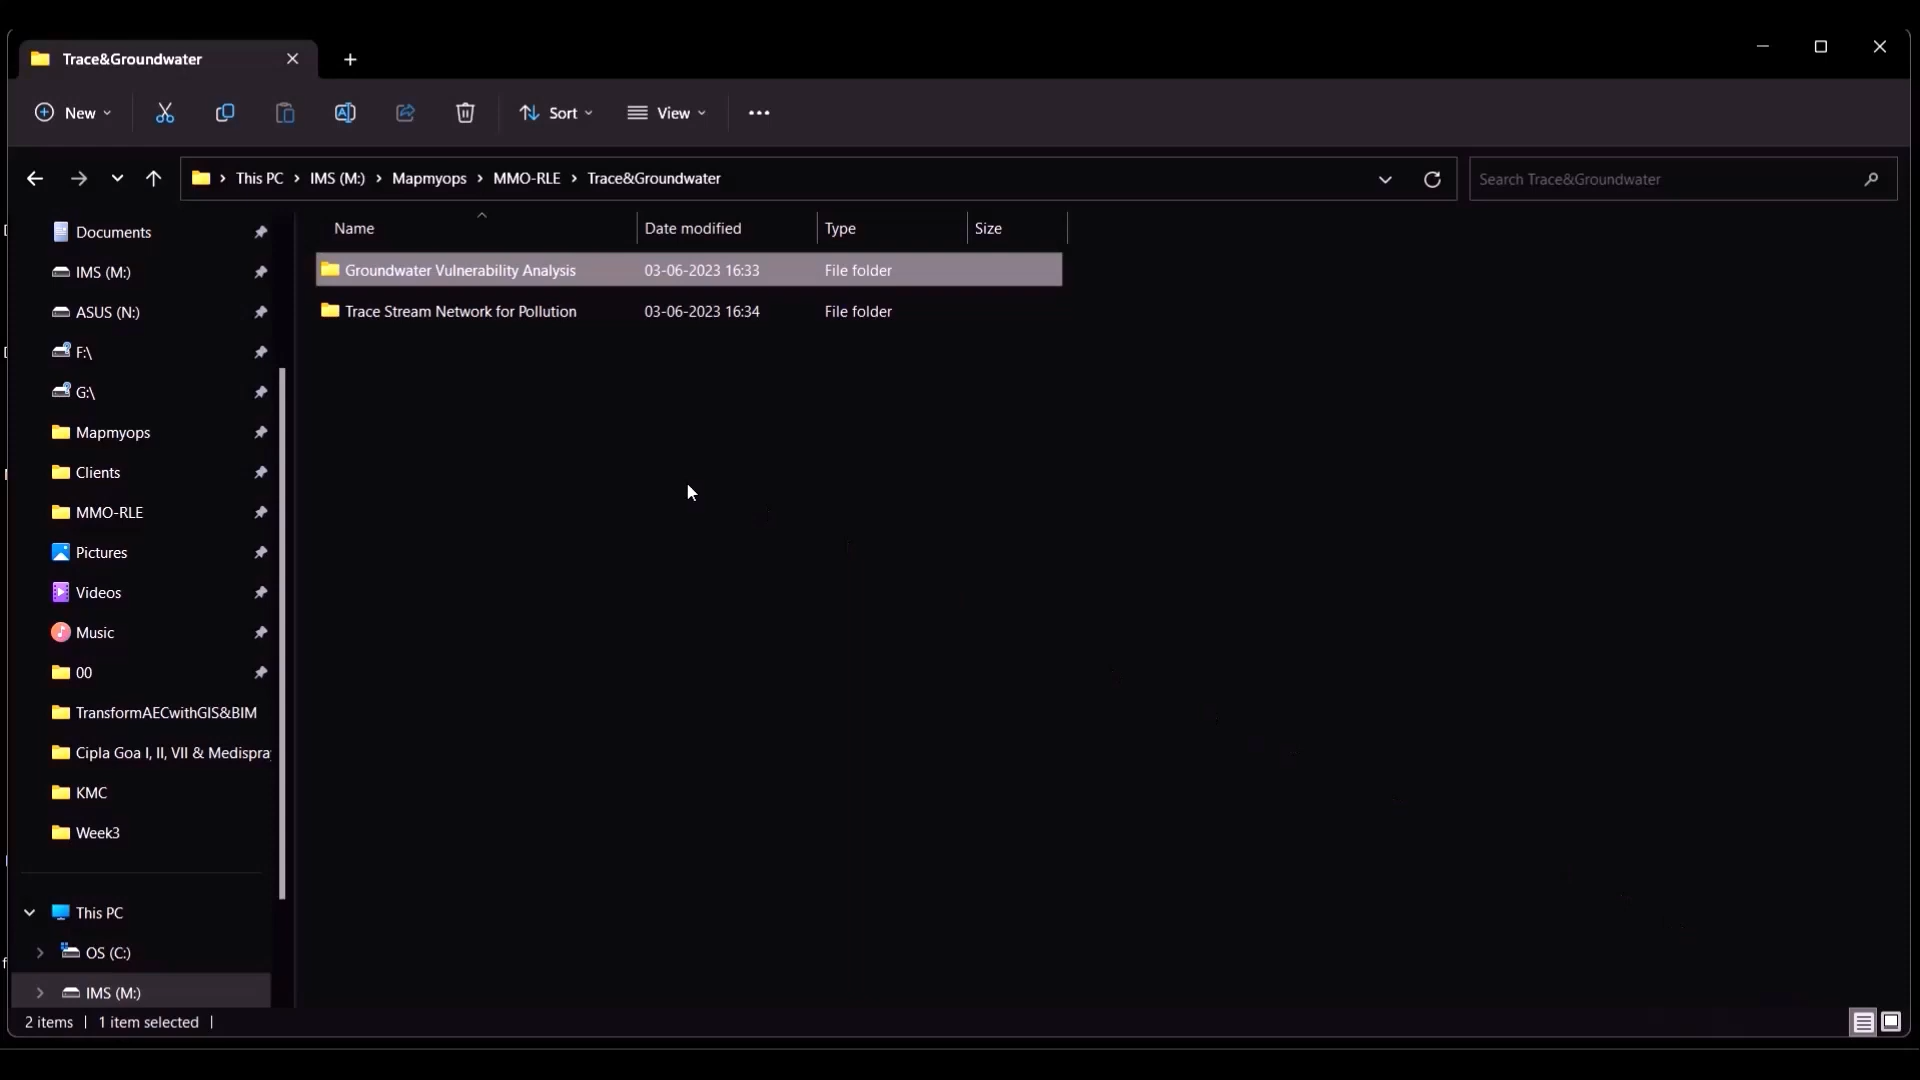 Trace&Groundwater
New
Sort
View
This PC
IMS (M:)
Mapmyops
MMO-RLE
Trace&Groundwater
Search Trace&Groundwater
Name
Date modified
Type
Size
Groundwater Vulnerability Analysis
03-06-2023 16:33
File folder
Trace Stream Network for Pollution
03-06-2023 16:34
File folder
Documents
IMS (M:)
ASUS (N:)
F:\
G:\
Mapmyops
Clients
MMO-RLE
Pictures
Videos
Music
00
TransformAECwithGIS&BIM
Cipla Goa I, II, VII & Medispra
KMC
Week3
This PC
OS (C:)
IMS (M:)
2 items
1 item selected